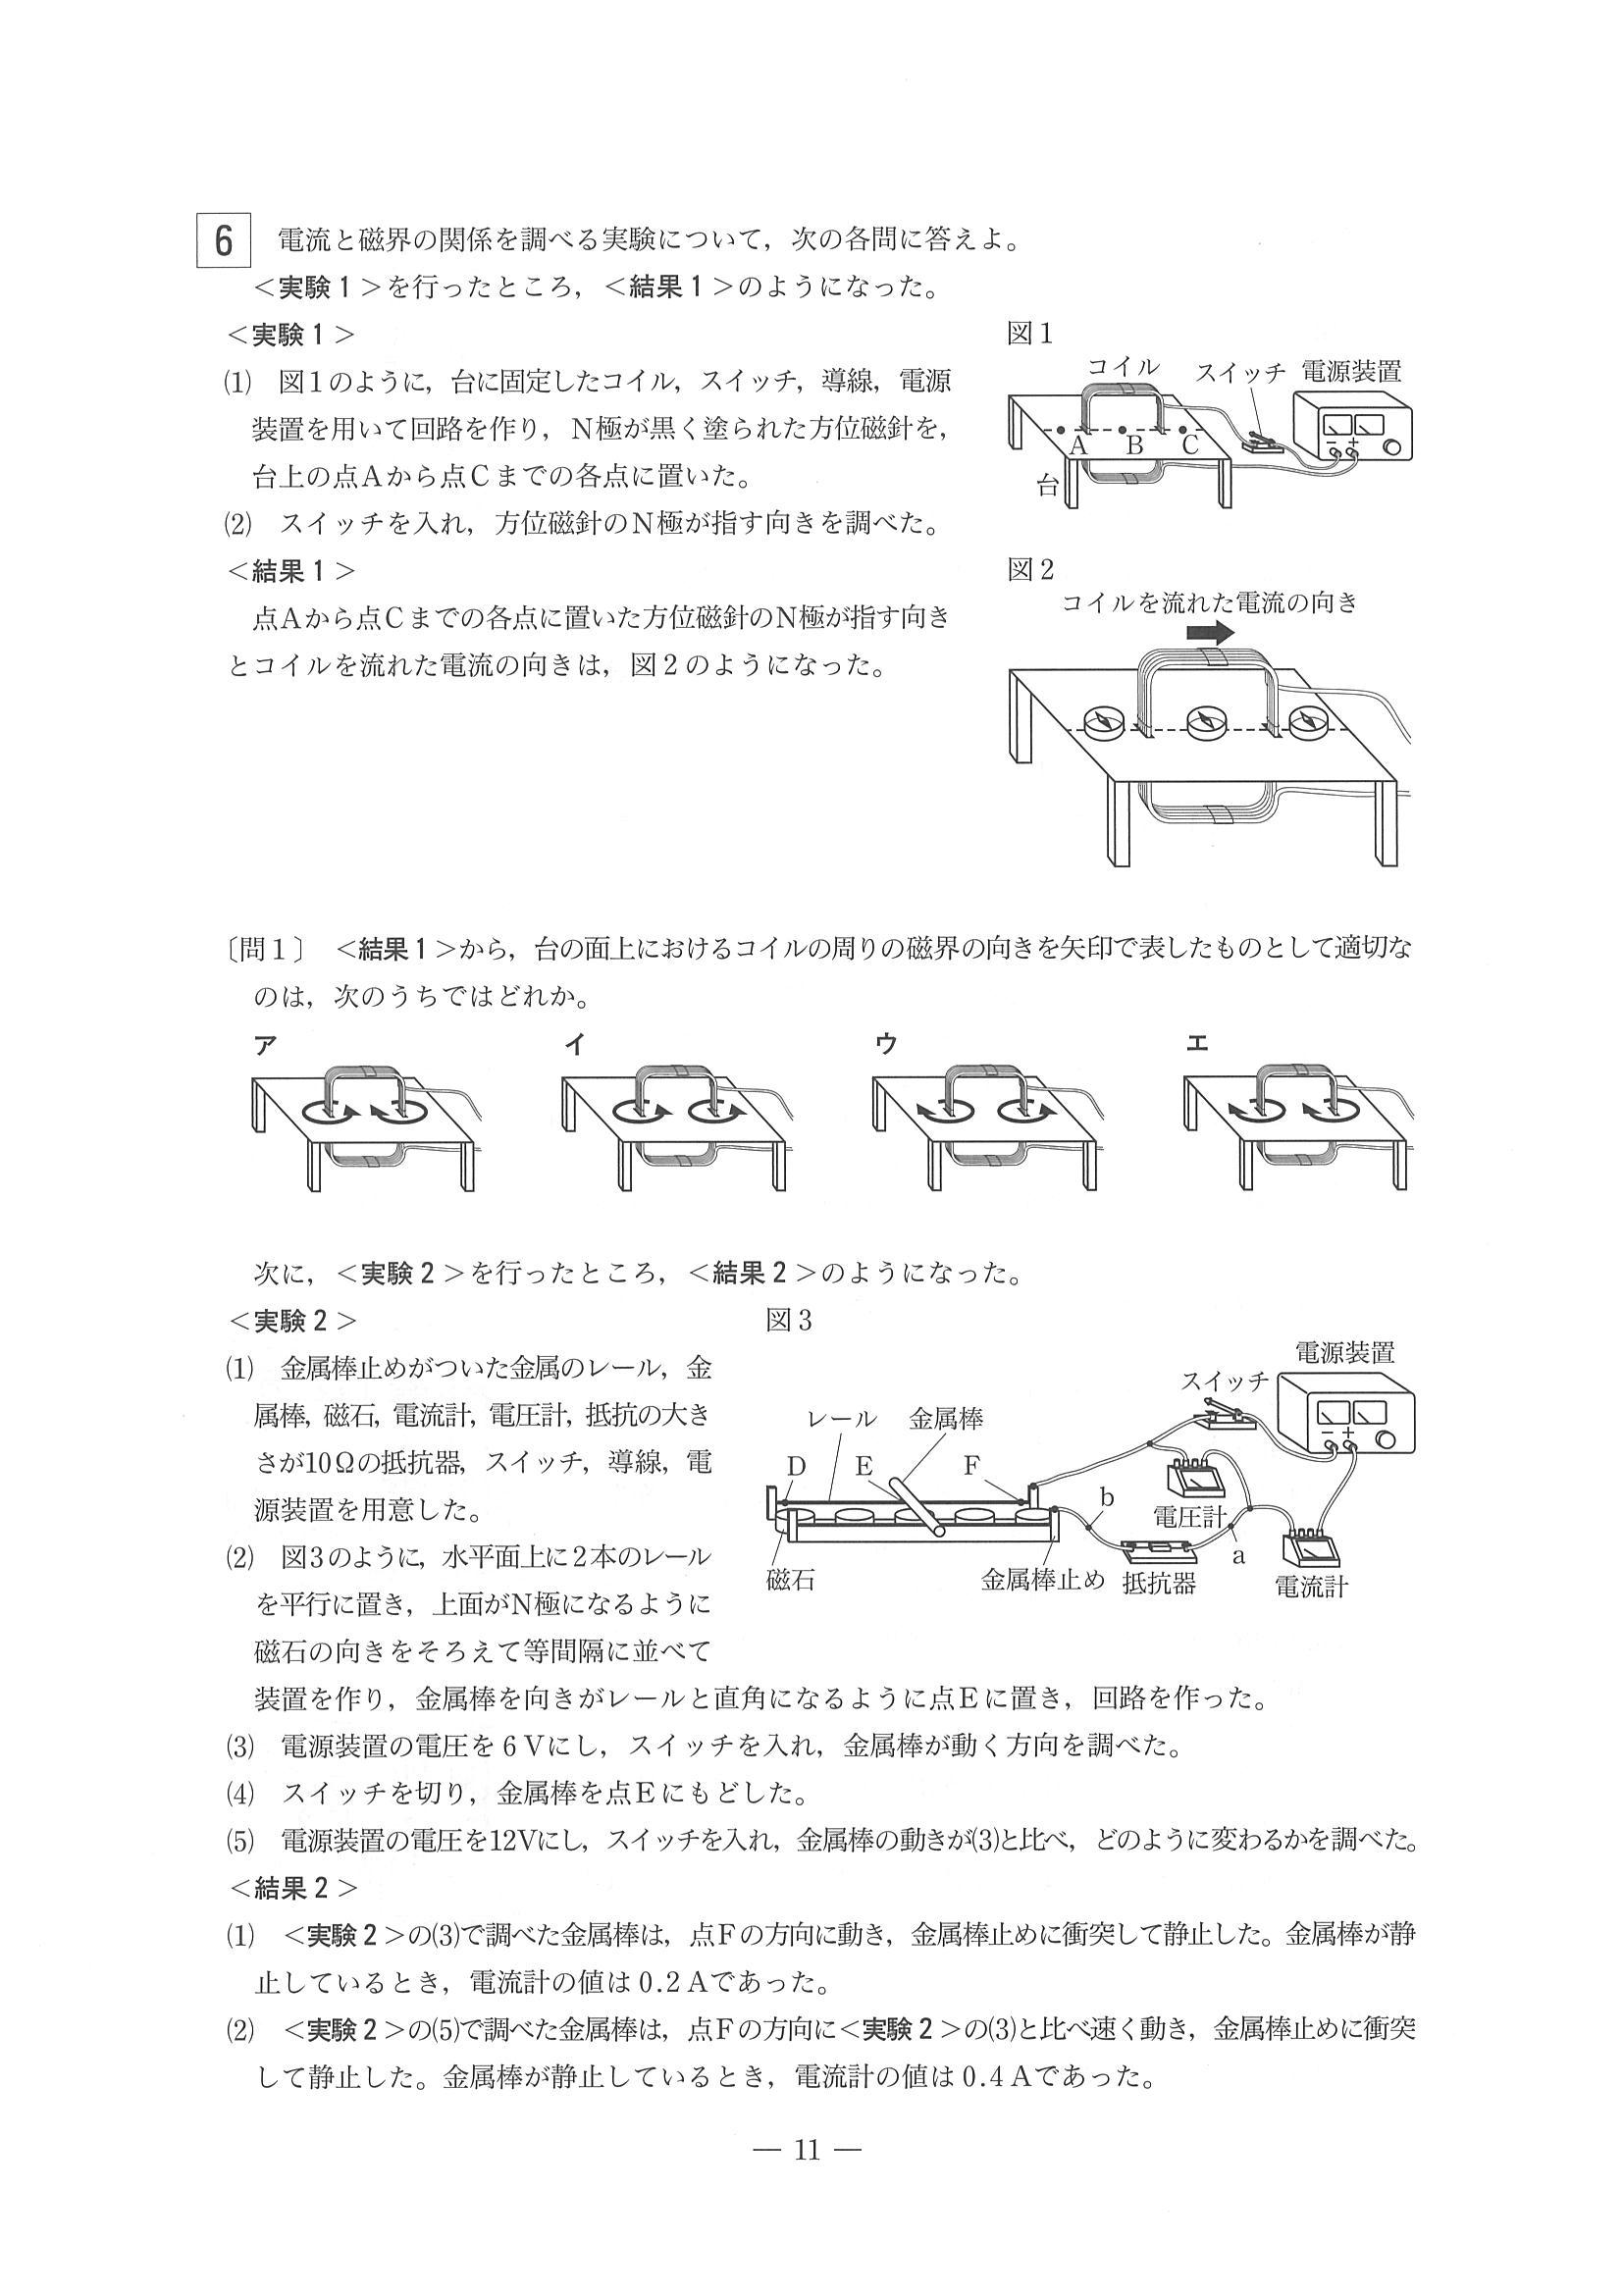 6 電流と磁界の関係を調べる実験について，次の各問に答えよ。
＜実験1＞を行ったところ，＜結果1＞のようになった。
＜実験1＞
(1) 図1のように，台に固定したコイル，スイッチ，導線，電源
装置を用いて回路を作り，N極が黒く塗られた方位磁針を，
台上の点Aから点Cまでの各点に置いた。
(2) スイッチを入れ，方位磁針のN極が指す向きを調べた。
＜結果1＞
点Aから点Cまでの各点に置いた方位磁針のN極が指す向き
とコイルを流れた電流の向きは，図2のようになった。
図1
コイル
スイッチ
電源装置
A
B
C
− ＋
台
図2
コイルを流れた電流の向き
〔問1〕 ＜結果1＞から，台の面上におけるコイルの周りの磁界の向きを矢印で表したものとして適切な
のは，次のうちではどれか。
ア
イ
ウ
エ
次に，＜実験2＞を行ったところ，＜結果2＞のようになった。
＜実験2＞
(1) 金属棒止めがついた金属のレール，金
属棒，磁石，電流計，電圧計，抵抗の大き
さが10Ωの抵抗器，スイッチ，導線，電
源装置を用意した。
(2) 図3のように，水平面上に2本のレール
を平行に置き，上面がN極になるように
磁石の向きをそろえて等間隔に並べて
装置を作り，金属棒を向きがレールと直角になるように点Eに置き，回路を作った。
図3
電源装置
スイッチ
− ＋
レール
金属棒
D
E
F
b
電圧計
a
磁石
金属棒止め
抵抗器
電流計
(3) 電源装置の電圧を6Vにし，スイッチを入れ，金属棒が動く方向を調べた。
(4) スイッチを切り，金属棒を点Eにもどした。
(5) 電源装置の電圧を12Vにし，スイッチを入れ，金属棒の動きが(3)と比べ，どのように変わるかを調べた。
＜結果2＞
(1) ＜実験2＞の(3)で調べた金属棒は，点Fの方向に動き，金属棒止めに衝突して静止した。金属棒が静
止しているとき，電流計の値は0.2Aであった。
(2) ＜実験2＞の(5)で調べた金属棒は，点Fの方向に＜実験2＞の(3)と比べ速く動き，金属棒止めに衝突
して静止した。金属棒が静止しているとき，電流計の値は0.4Aであった。
― 11 ―